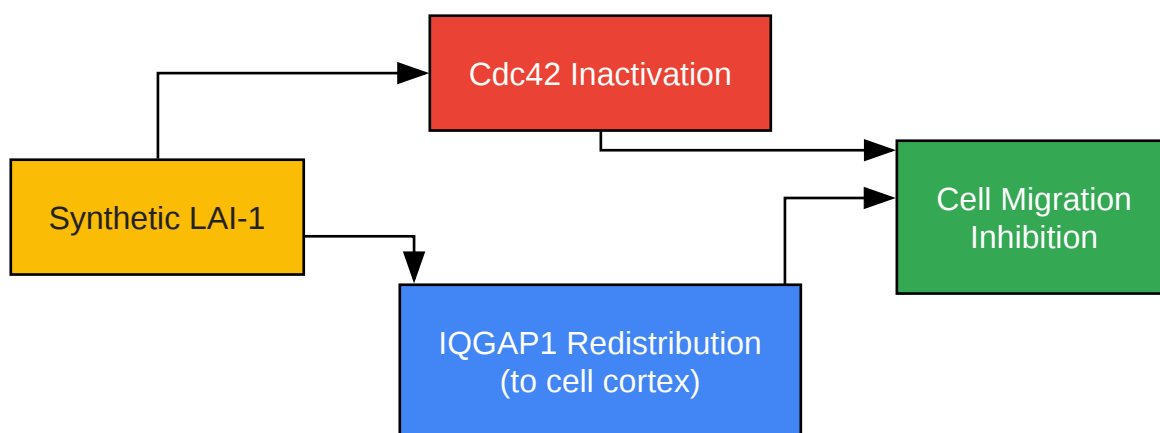 Cdc42 Inactivation
Synthetic LAI-1
Cell Migration
Inhibition
IQGAP1 Redistribution
(to cell cortex)